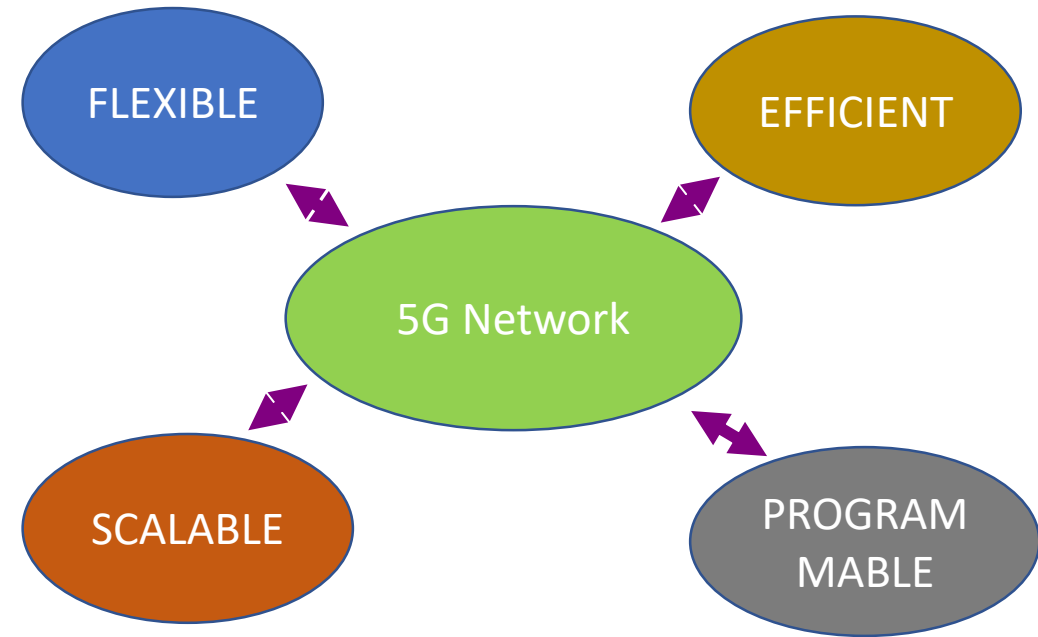 FLEXIBLE
EFFICIENT
5G Network
SCALABLE
PROGRAM
MABLE